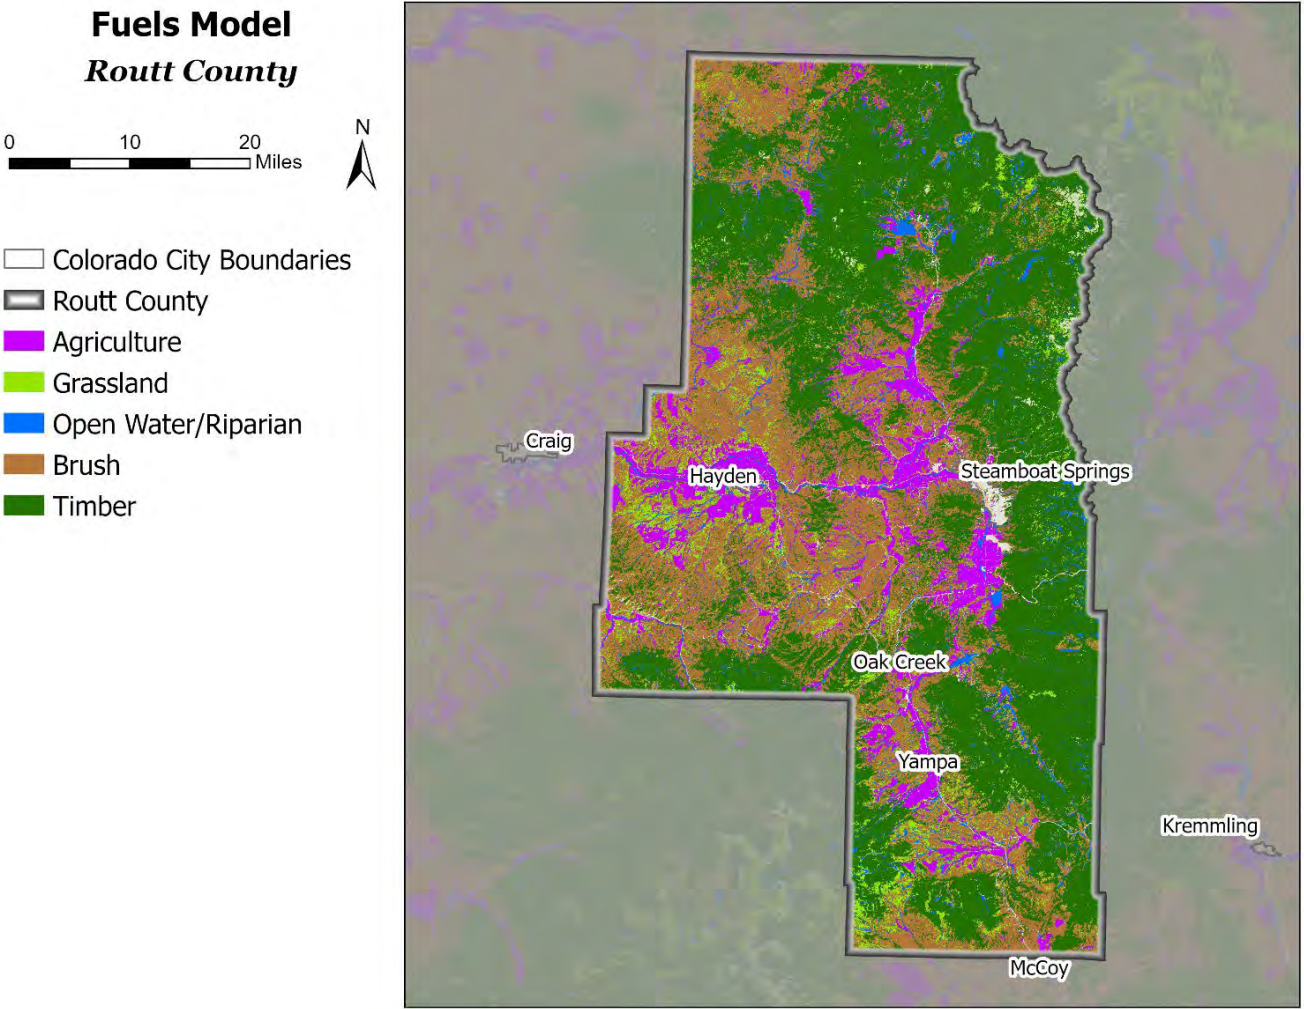 Fuels Model
Routt County
N
0 10 20
Miles
Colorado City Boundaries
Routt County
Agriculture
Grassland
Open Water/Riparian
Brush
Timber
Craig
Hayden
Steamboat Springs
Oak Creek
Yampa
Kremmling
McCoy